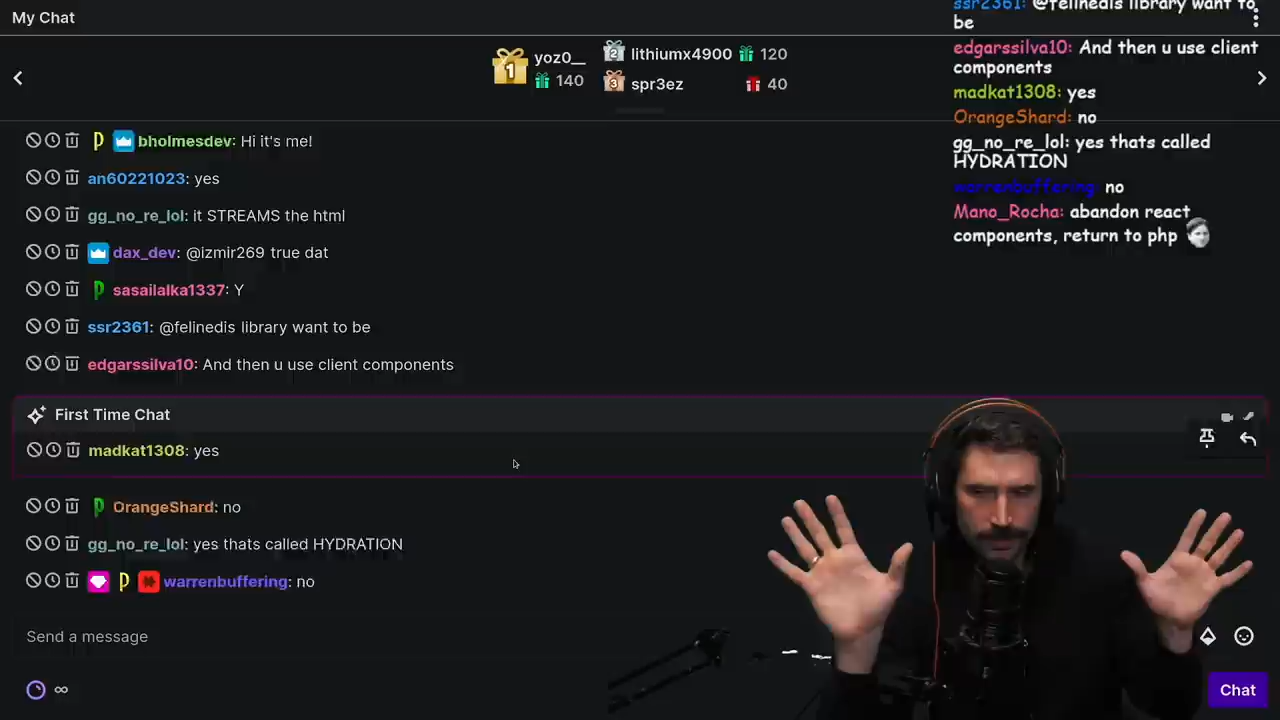 My Chat
1 yoz0__ 140
2 lithiumx4900 120
3 spr3ez 40
bholmesdev: Hi it's me!
an60221023: yes
gg_no_re_lol: it STREAMS the html
dax_dev: @izmir269 true dat
sasailalka1337: Y
ssr2361: @felinedis library want to be
edgarssilva10: And then u use client components
First Time Chat
madkat1308: yes
OrangeShard: no
gg_no_re_lol: yes thats called HYDRATION
warrenbuffering: no
Send a message
∞
Chat
ssr2361: @felinedis library want to
be
edgarssilva10: And then u use client
components
madkat1308: yes
OrangeShard: no
gg_no_re_lol: yes thats called
HYDRATION
warrenbuffering: no
Mano_Rocha: abandon react
components, return to php